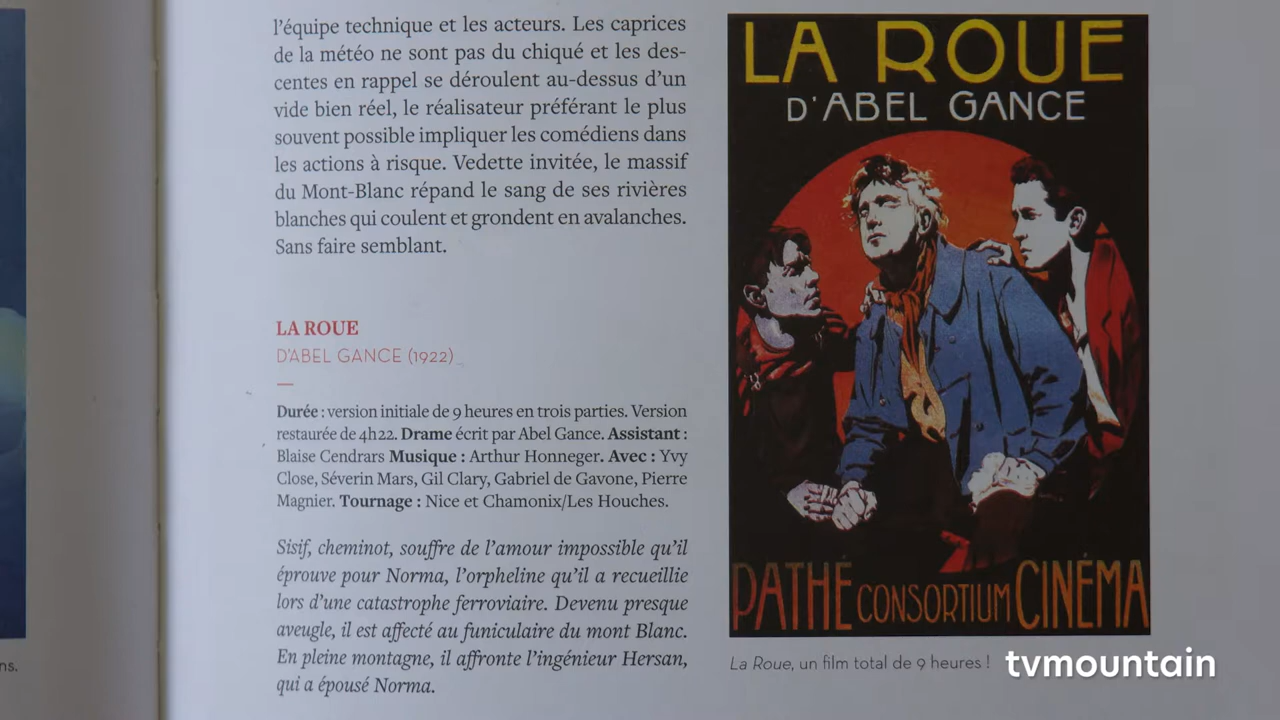 l'équipe technique et les acteurs. Les caprices
de la météo ne sont pas du chiqué et les des-
centes en rappel se déroulent au-dessus d'un
vide bien réel, le réalisateur préférant le plus
souvent possible impliquer les comédiens dans
les actions à risque. Vedette invitée, le massif
du Mont-Blanc répand le sang de ses rivières
blanches qui coulent et grondent en avalanches.
Sans faire semblant.
LA ROUE
D'ABEL GANCE (1922)
Durée : version initiale de 9 heures en trois parties. Version
restaurée de 4h22. Drame écrit par Abel Gance. Assistant :
Blaise Cendrars Musique : Arthur Honneger. Avec : Yvy
Close, Séverin Mars, Gil Clary, Gabriel de Gavone, Pierre
Magnier. Tournage : Nice et Chamonix/Les Houches.
Sisif, cheminot, souffre de l'amour impossible qu'il
éprouve pour Norma, l'orpheline qu'il a recueillie
lors d'une catastrophe ferroviaire. Devenu presque
aveugle, il est affecté au funiculaire du mont Blanc.
En pleine montagne, il affronte l'ingénieur Hersan,
qui a épousé Norma.
LA ROUE
D'ABEL GANCE
PATHÉ CONSORTIUM CINÉMA
La Roue, un film total de 9 heures !
tvmountain
ns.